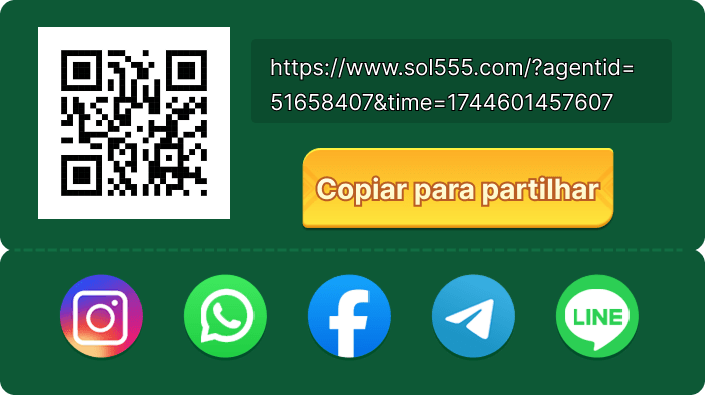 https://www.sol555.com/?agentid=
51658407&time=1744601457607
Copiar para partilhar
LINE